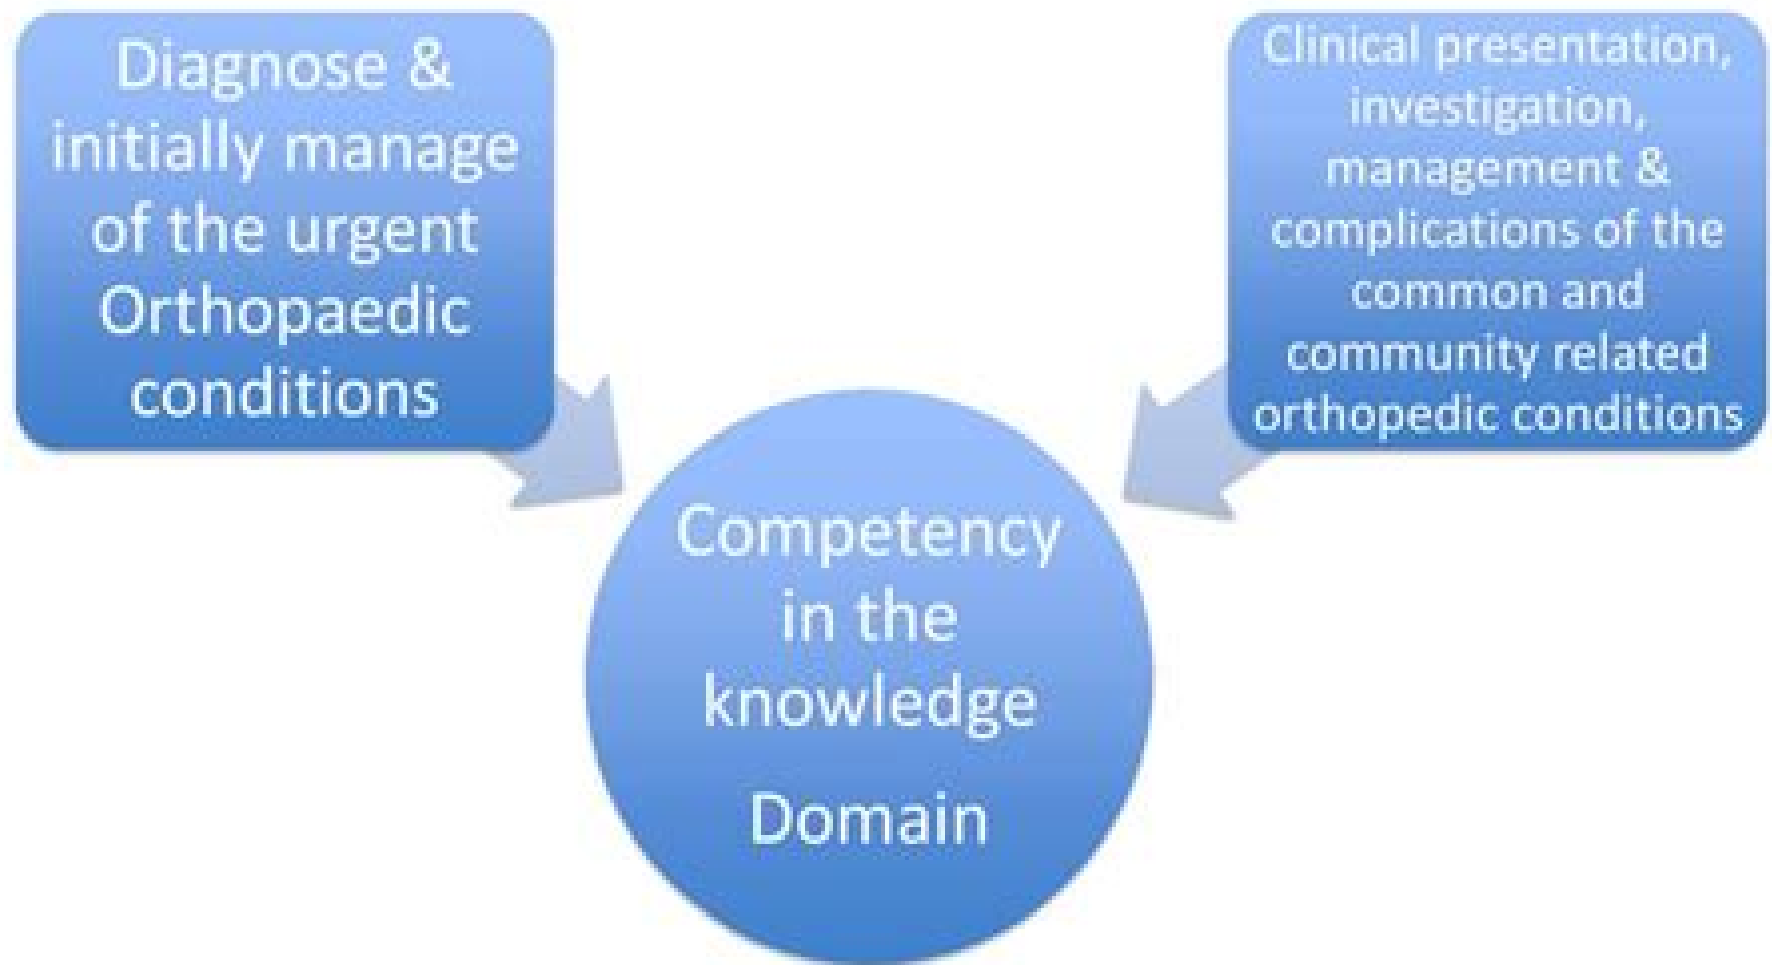 Diagnose &
initially manage
of the urgent
Orthopaedic
conditions
Clinical presentation,
investigation,
management &
complications of the
common and
community related
orthopedic conditions
Competency
in the
knowledge
Domain